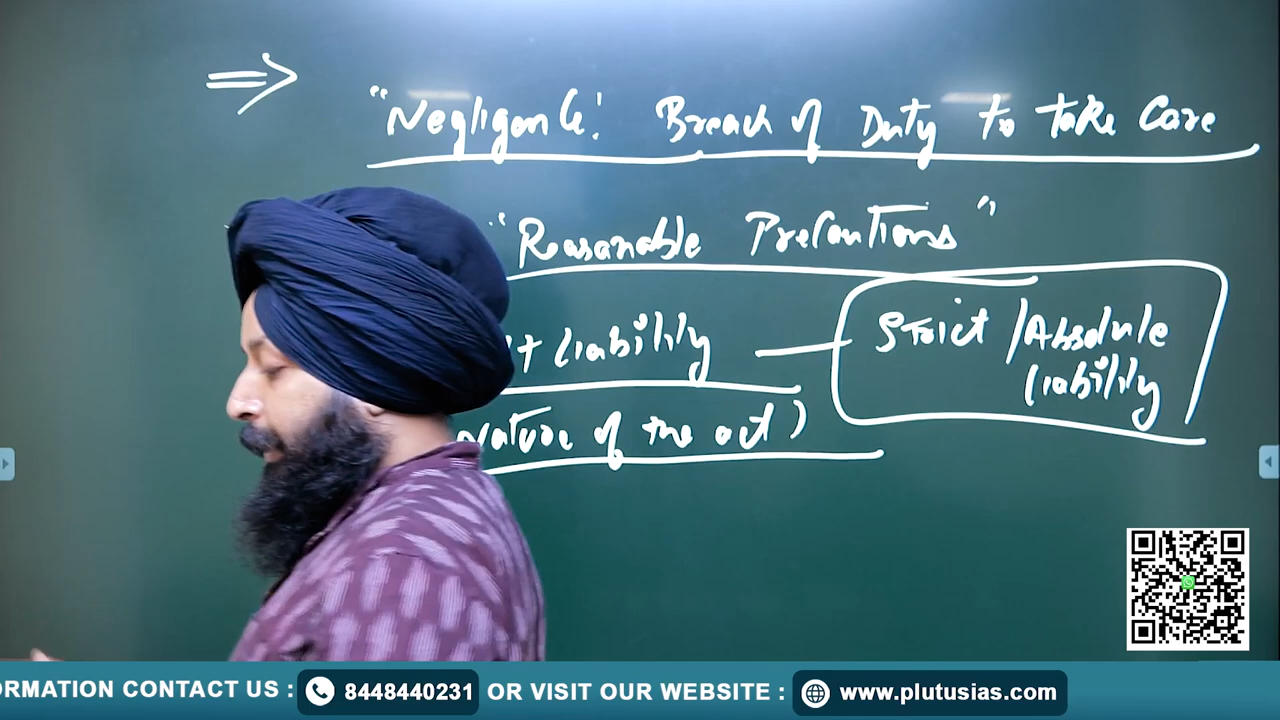 ⇒
"Negligence! Breach of Duty to take Care
"Reasonable Precautions"
liability — Strict / Absolute liability
Nature of the act)
ORMATION CONTACT US : 8448440231 OR VISIT OUR WEBSITE : www.plutusias.com